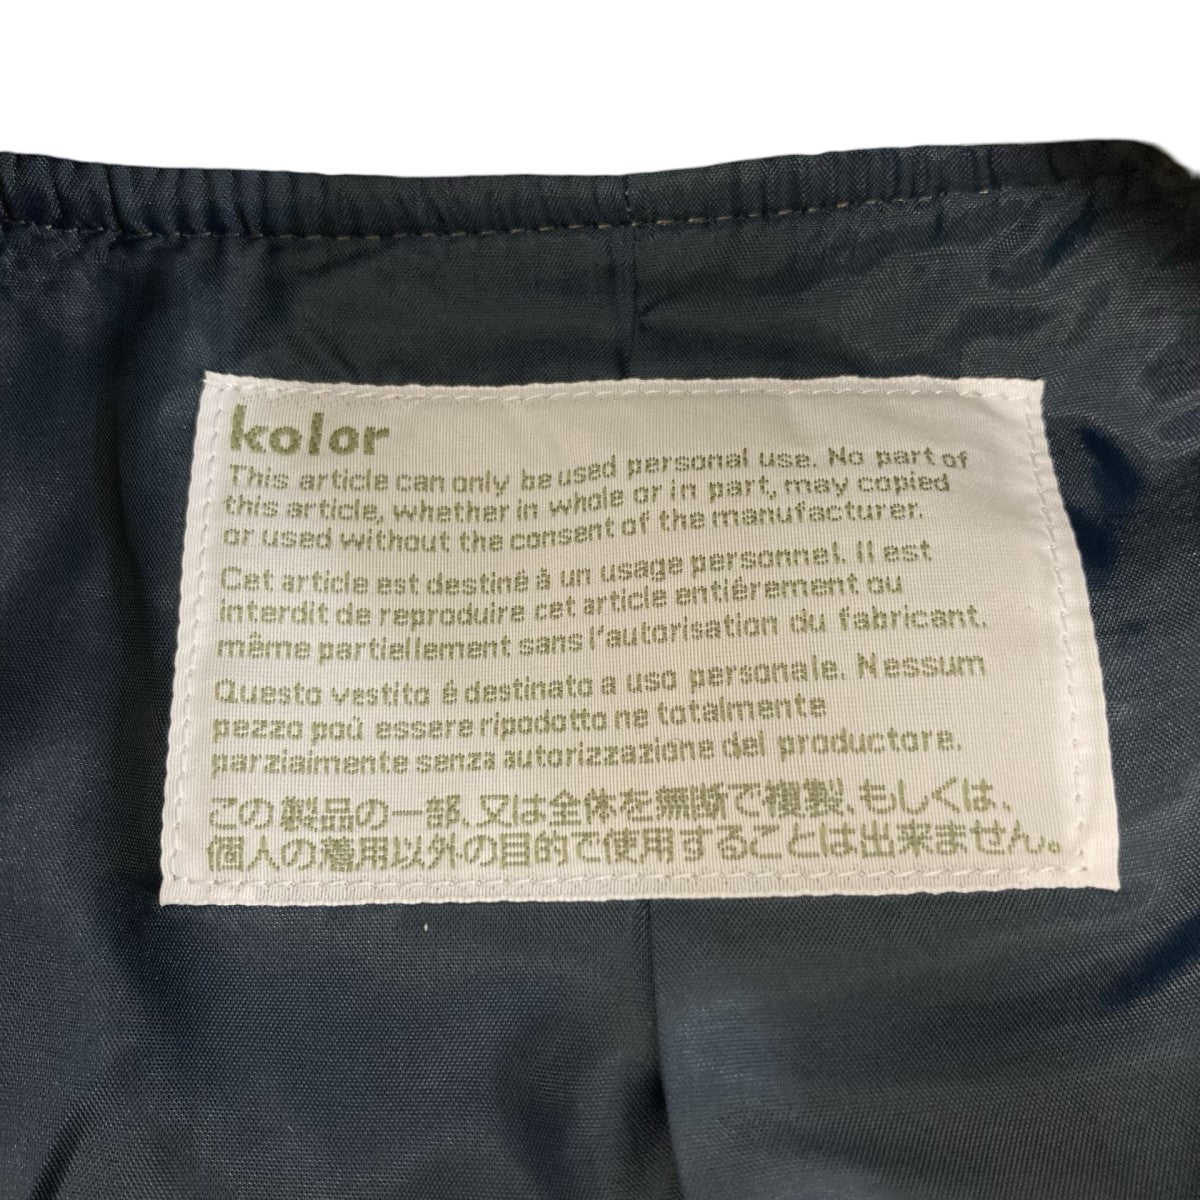 kolor
This article can only be used personal use. No part of
this article, whether in whole or in part, may copied
or used without the consent of the manufacturer.
Cet article est destiné à un usage personnel. Il est
interdit de reproduire cet article entiérement ou
même partiellement sans l'autorisation du fabricant.
Questo vestito é destinato a uso personale. Nessum
pezzo poù essere ripodotto ne totalmente
parziaimente senza autorizzazione del productore.
この製品の一部、又は全体を無断で複製、もしくは、
個人の着用以外の目的で使用することは出来ません。